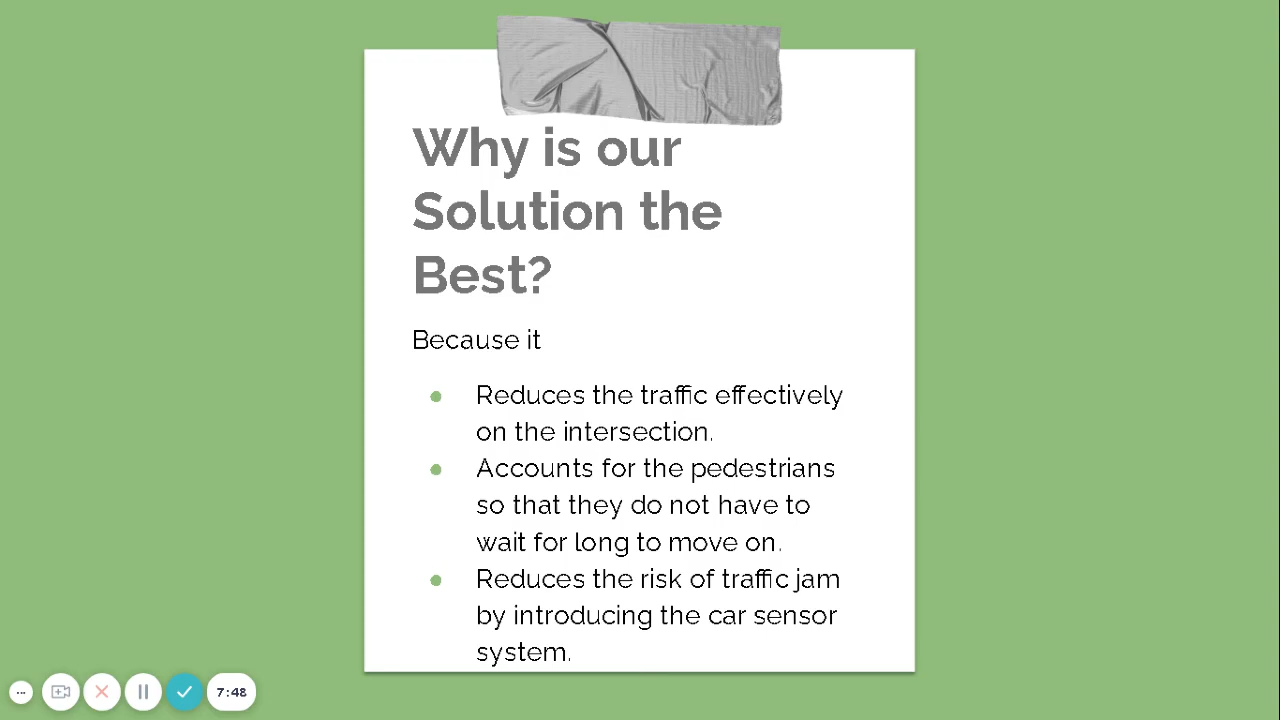 Why is our
Solution the
Best?
Because it
● Reduces the traffic effectively
on the intersection.
● Accounts for the pedestrians
so that they do not have to
wait for long to move on.
● Reduces the risk of traffic jam
by introducing the car sensor
system.
7:48